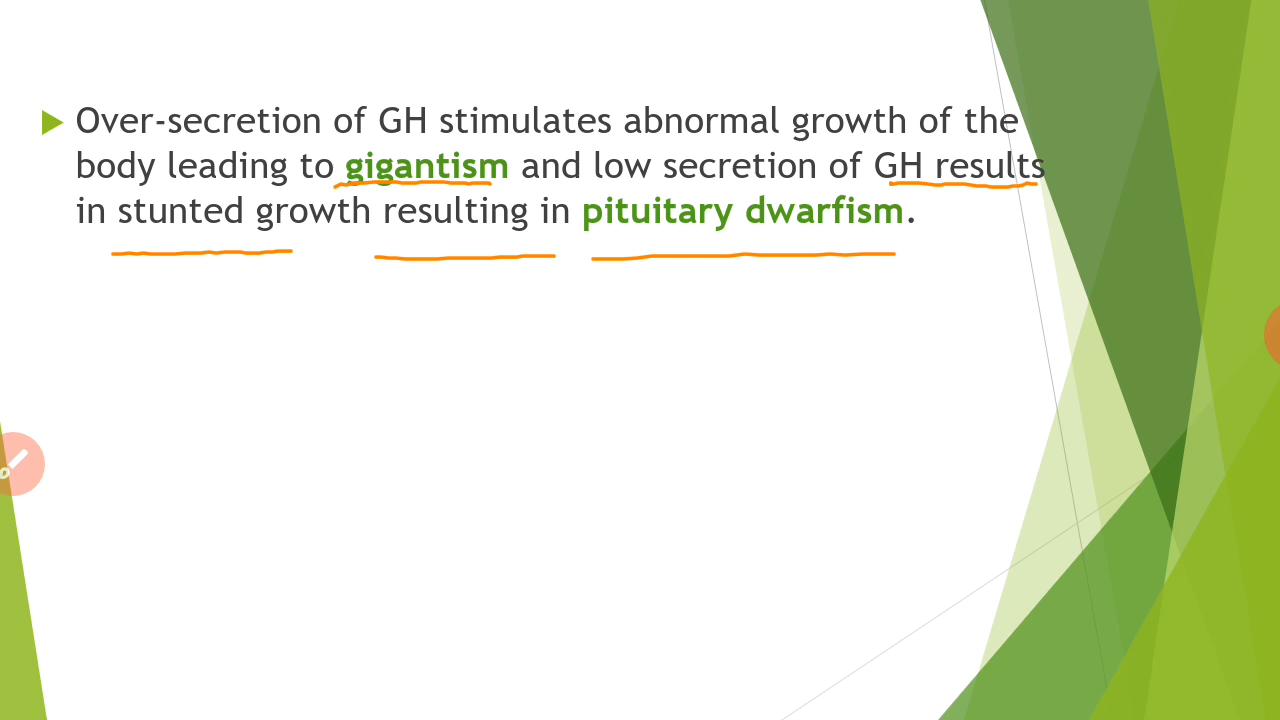 Over-secretion of GH stimulates abnormal growth of the
body leading to gigantism and low secretion of GH results
in stunted growth resulting in pituitary dwarfism.